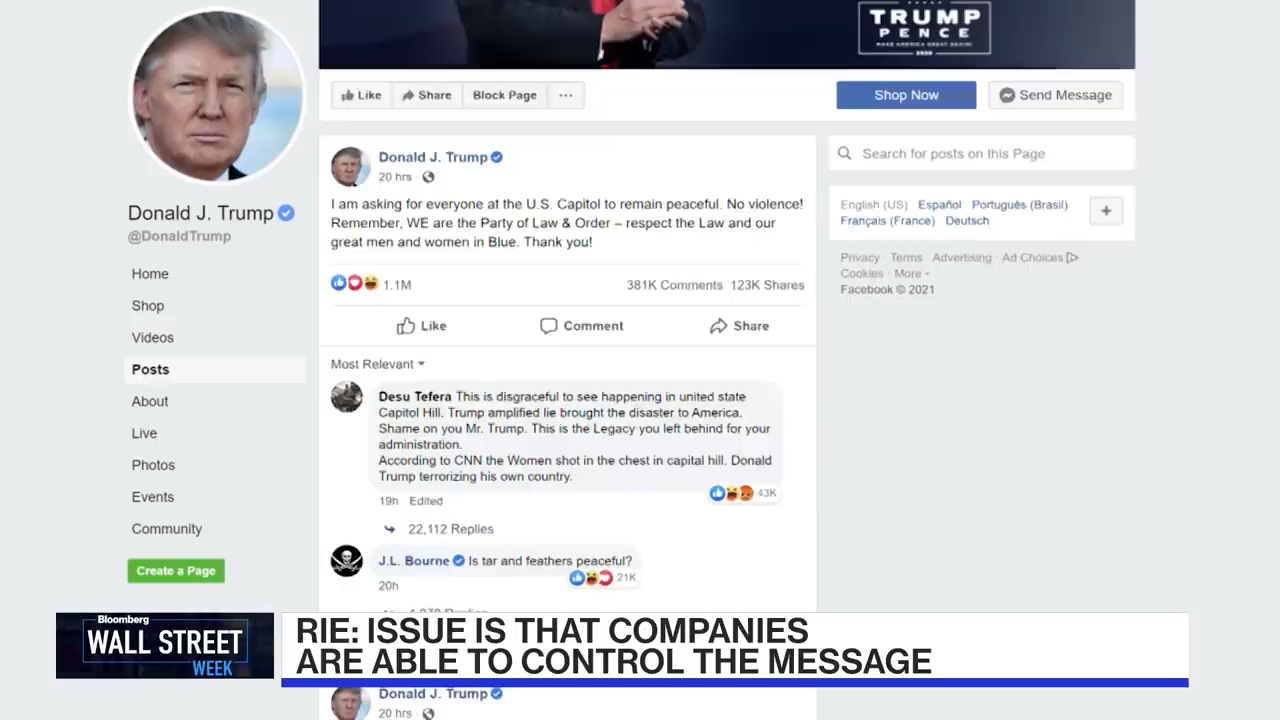 TRUMP
PENCE
MAKE AMERICA GREAT AGAIN!
2020
Like Share Block Page ...
Shop Now Send Message
Donald J. Trump
@DonaldTrump
Home
Shop
Videos
Posts
About
Live
Photos
Events
Community
Create a Page
Donald J. Trump
20 hrs ·
I am asking for everyone at the U.S. Capitol to remain peaceful. No violence!
Remember, WE are the Party of Law & Order – respect the Law and our
great men and women in Blue. Thank you!
1.1M 381K Comments 123K Shares
Like Comment Share
Most Relevant
Desu Tefera This is disgraceful to see happening in united state
Capitol Hill. Trump amplified lie brought the disaster to America.
Shame on you Mr. Trump. This is the Legacy you left behind for your
administration.
According to CNN the Women shot in the chest in capital hill. Donald
Trump terrorizing his own country.
43K
19h Edited
22,112 Replies
J.L. Bourne Is tar and feathers peaceful?
21K
20h
Donald J. Trump
20 hrs ·
Search for posts on this Page
English (US) Español Português (Brasil)
Français (France) Deutsch
+
Privacy · Terms Advertising · Ad Choices
Cookies · More
Facebook © 2021
Bloomberg
WALL STREET
WEEK
RIE: ISSUE IS THAT COMPANIES
ARE ABLE TO CONTROL THE MESSAGE